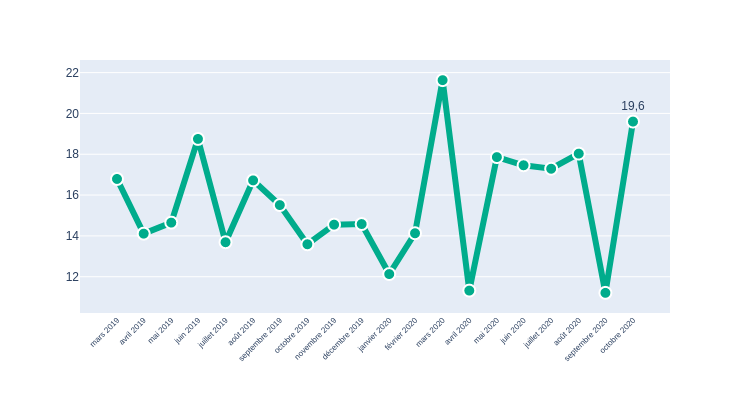 22
20
18
16
14
12
19,6
mars 2019
avril 2019
mai 2019
juin 2019
juillet 2019
août 2019
septembre 2019
octobre 2019
novembre 2019
décembre 2019
janvier 2020
février 2020
mars 2020
avril 2020
mai 2020
juin 2020
juillet 2020
août 2020
septembre 2020
octobre 2020